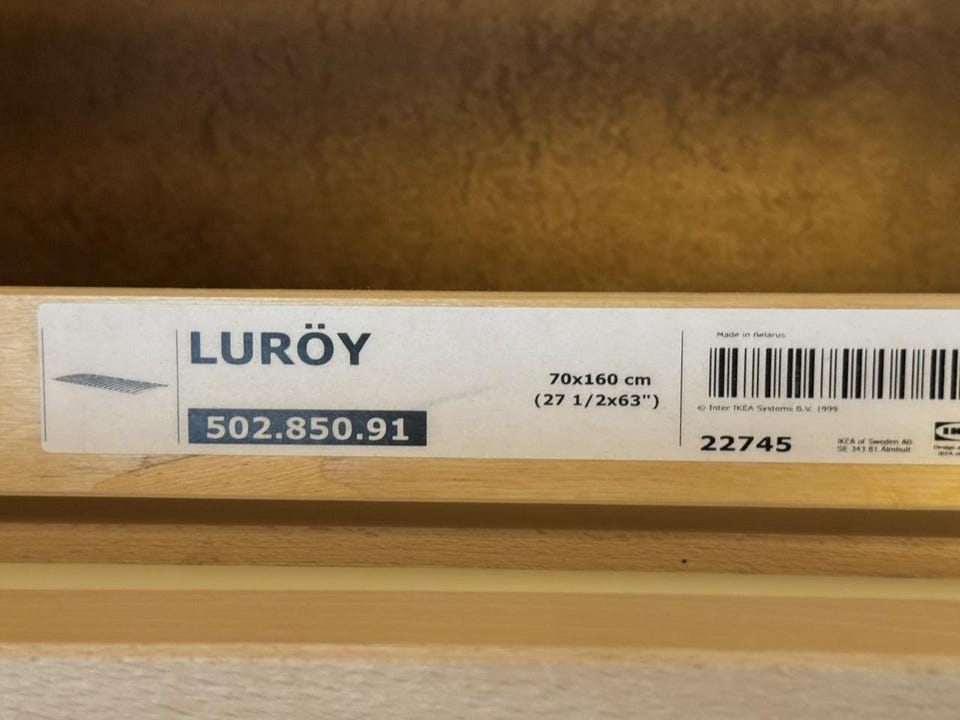 LURÖY
502.850.91
70x160 cm
(27 1/2x63")
Made in Belarus
© Inter IKEA Systems B.V. 1999
22745
IKEA of Sweden AB
SE 343 81 Älmhult